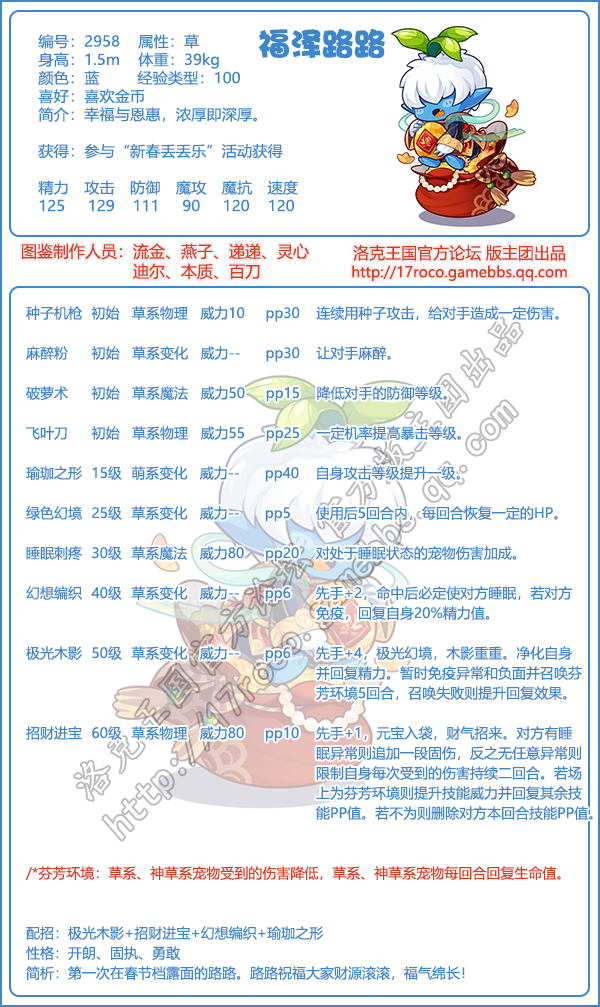 福泽路路
编号：2958 属性：草
身高：1.5m 体重：39kg
颜色：蓝 经验类型：100
喜好：喜欢金币
简介：幸福与恩惠，浓厚即深厚。
获得：参与“新春丢丢乐”活动获得
精力 攻击 防御 魔攻 魔抗 速度
125 129 111 90 120 120
图鉴制作人员：流金、燕子、递递、灵心
迪尔、本质、百刀
洛克王国官方论坛 版主团出品
http://17roco.gamebbs.qq.com
种子机枪 初始 草系物理 威力10 pp30 连续用种子攻击，给对手造成一定伤害。
麻醉粉 初始 草系变化 威力-- pp30 让对手麻醉。
破萝术 初始 草系魔法 威力50 pp15 降低对手的防御等级。
飞叶刀 初始 草系物理 威力55 pp25 一定机率提高暴击等级。
瑜珈之形 15级 萌系变化 威力-- pp40 自身攻击等级提升一级。
绿色幻境 25级 草系变化 威力-- pp5 使用后5回合内，每回合恢复一定的HP。
睡眠刺疼 30级 草系魔法 威力80 pp20 对处于睡眠状态的宠物伤害加成。
幻想编织 40级 草系变化 威力-- pp6 先手+2，命中后必定使对方睡眠，若对方
免疫，回复自身20%精力值。
极光木影 50级 草系变化 威力-- pp6 先手+4，极光幻境，木影重重。净化自身
并回复精力。暂时免疫异常和负面并召唤芬
芳环境5回合，召唤失败则提升回复效果。
招财进宝 60级 草系物理 威力80 pp10 先手+1，元宝入袋，财气招来。对方有睡
眠异常则追加一段固伤，反之无任意异常则
限制自身每次受到的伤害持续二回合。若场
上为芬芳环境则提升技能威力并回复其余技
能PP值。若不为则删除对方本回合技能PP值。
/*芬芳环境：草系、神草系宠物受到的伤害降低，草系、神草系宠物每回合回复生命值。
配招：极光木影+招财进宝+幻想编织+瑜珈之形
性格：开朗、固执、勇敢
简析：第一次在春节档露面的路路。路路祝福大家财源滚滚，福气绵长！
洛克王国官方论坛 官方版主团出品
http://17roco.gamebbs.qq.com